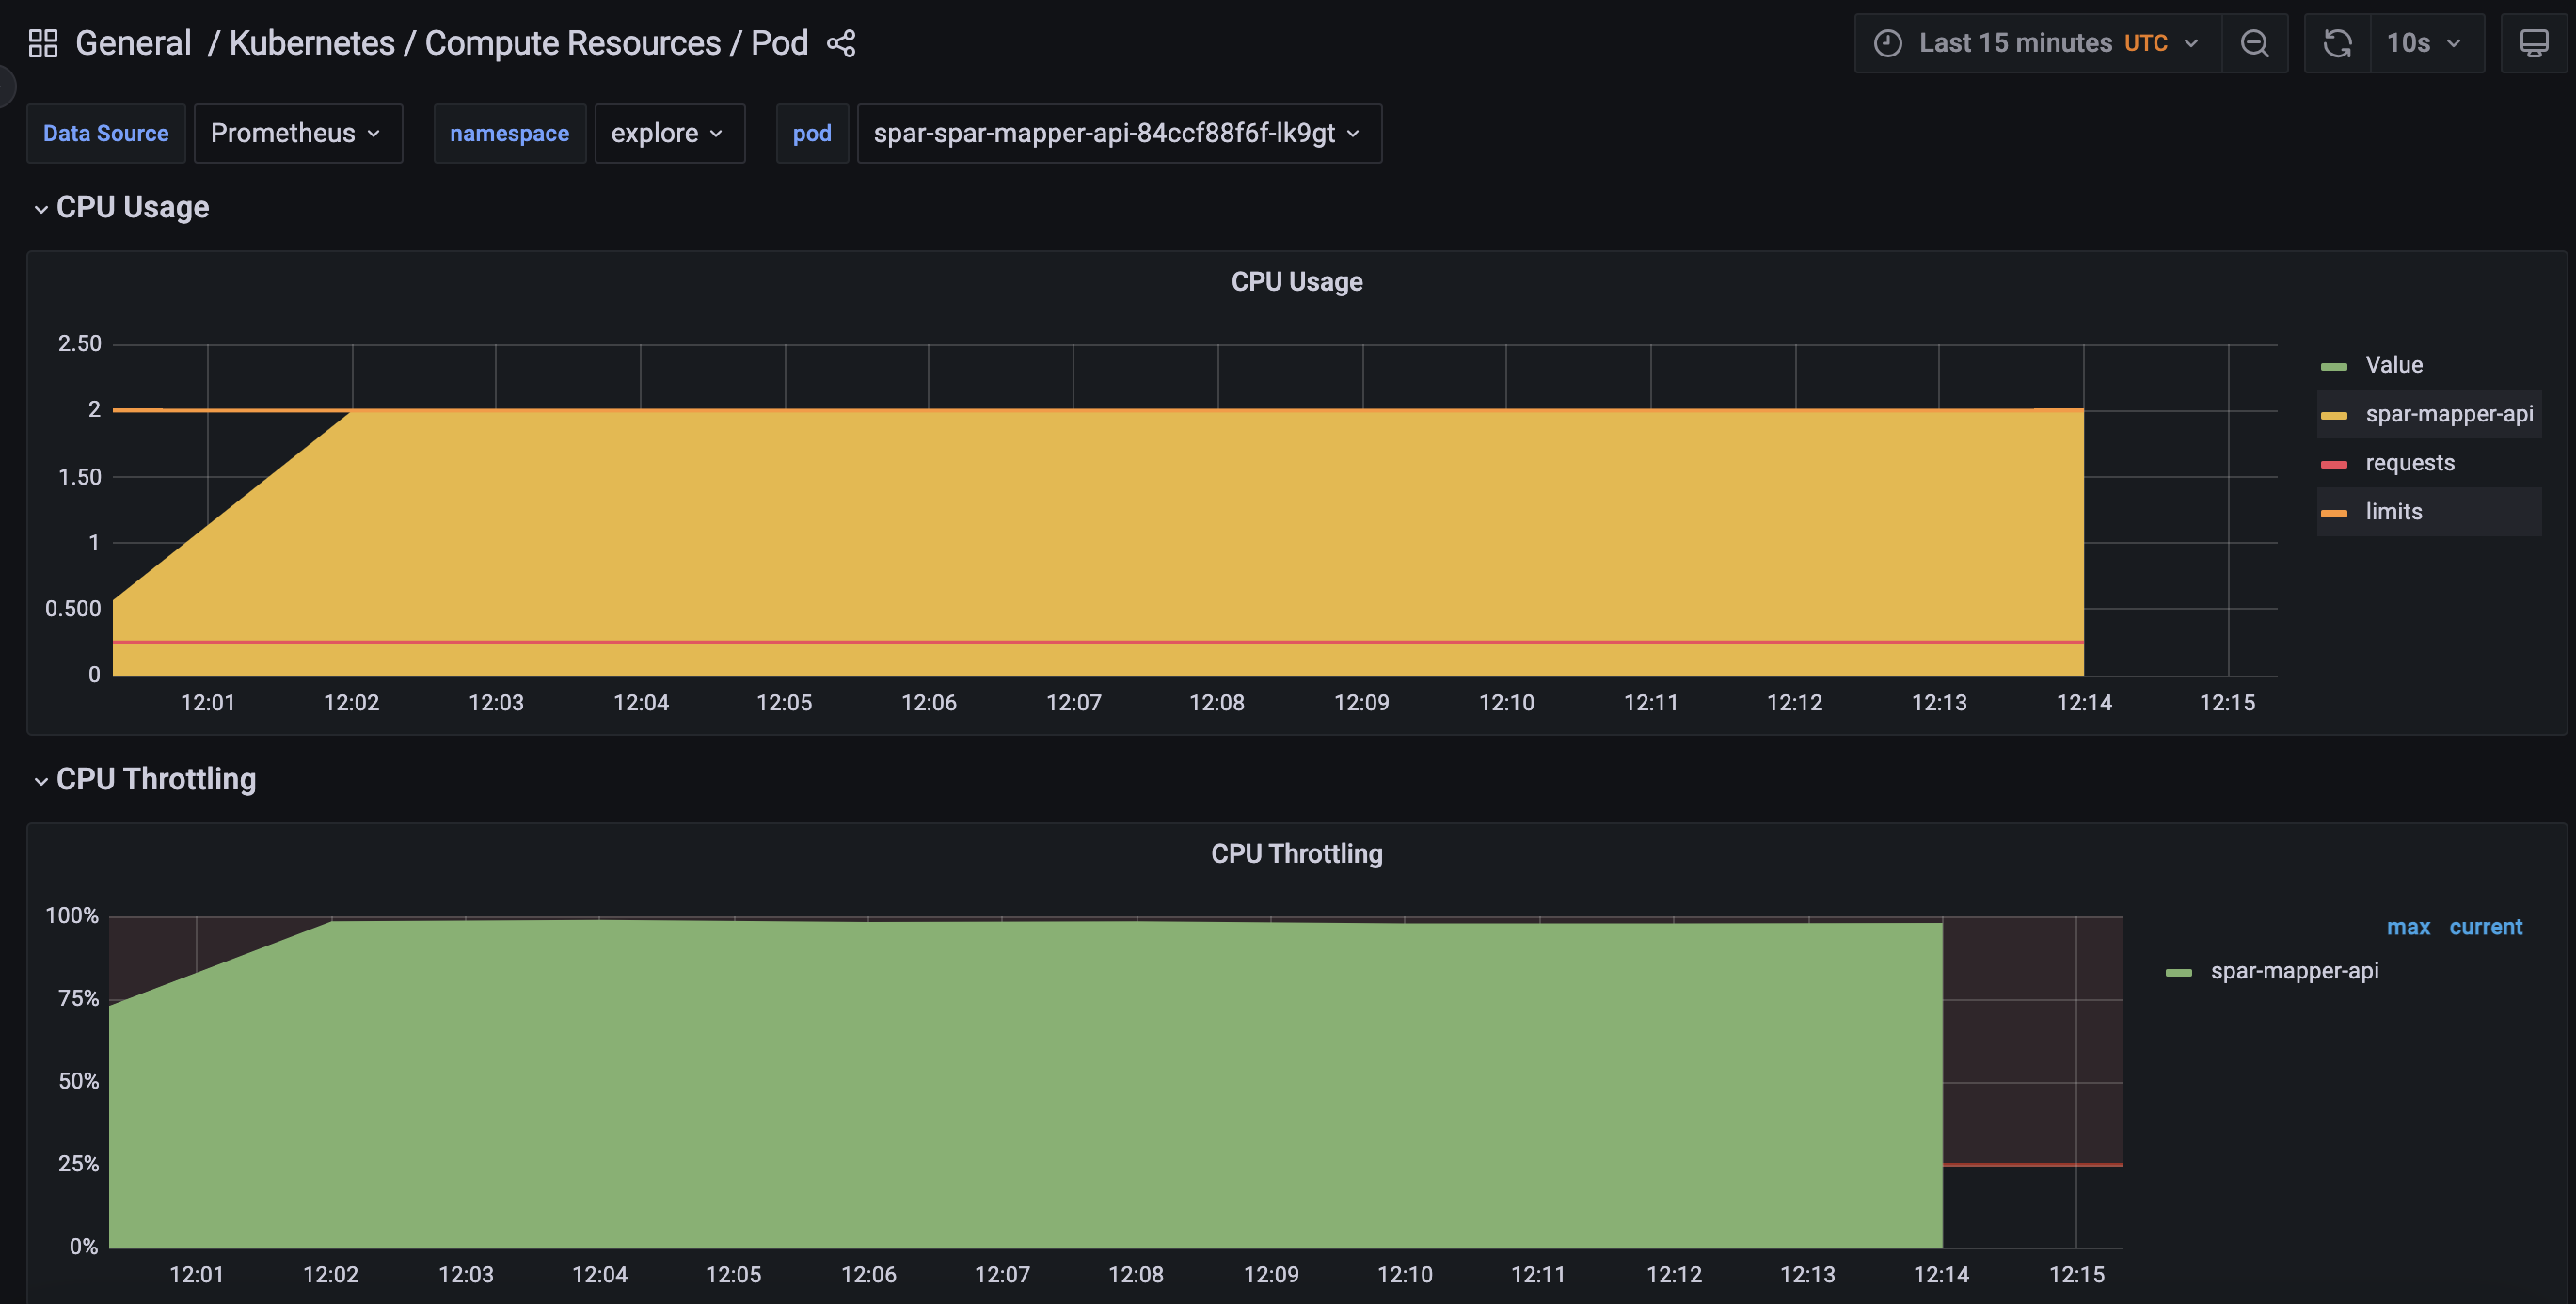 General / Kubernetes / Compute Resources / Pod
Last 15 minutes UTC
10s
Data Source Prometheus namespace explore pod spar-spar-mapper-api-84ccf88f6f-lk9gt
CPU Usage
CPU Usage
2.50
2
1.50
1
0.500
0
12:01 12:02 12:03 12:04 12:05 12:06 12:07 12:08 12:09 12:10 12:11 12:12 12:13 12:14 12:15
Value
spar-mapper-api
requests
limits
CPU Throttling
CPU Throttling
100%
75%
50%
25%
0%
12:01 12:02 12:03 12:04 12:05 12:06 12:07 12:08 12:09 12:10 12:11 12:12 12:13 12:14 12:15
max current
spar-mapper-api